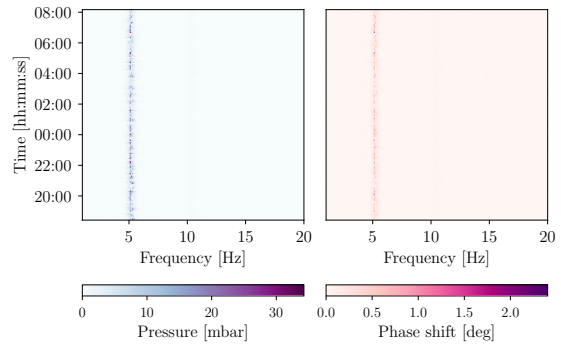 08:00
06:00
04:00
02:00
00:00
22:00
20:00
Time [hh:mm:ss]
5 10 15 20
5 10 15 20
Frequency [Hz]
Frequency [Hz]
0 10 20 30
0.0 0.5 1.0 1.5 2.0
Pressure [mbar]
Phase shift [deg]